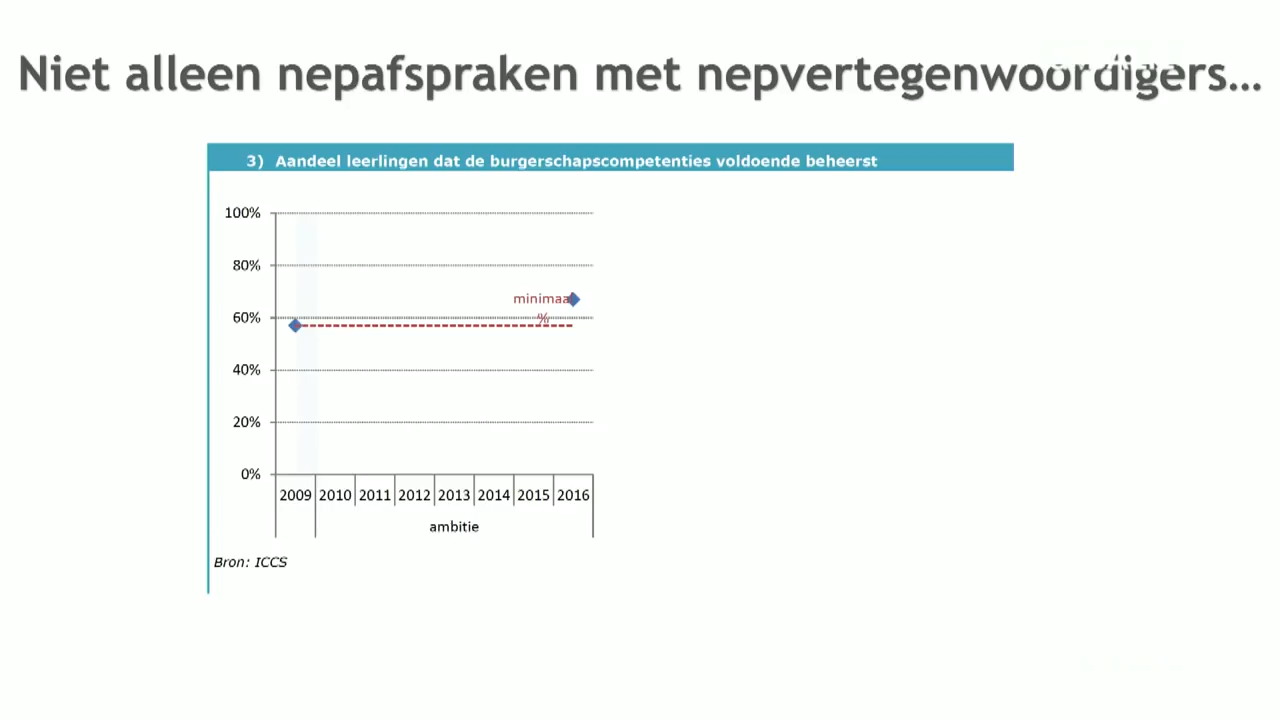 Niet alleen nepafspraken met nepvertegenwoordigers…
3) Aandeel leerlingen dat de burgerschapscompetenties voldoende beheerst
100%
80%
minimaa
60%
%
40%
20%
0%
2009 2010 2011 2012 2013 2014 2015 2016
ambitie
Bron: ICCS